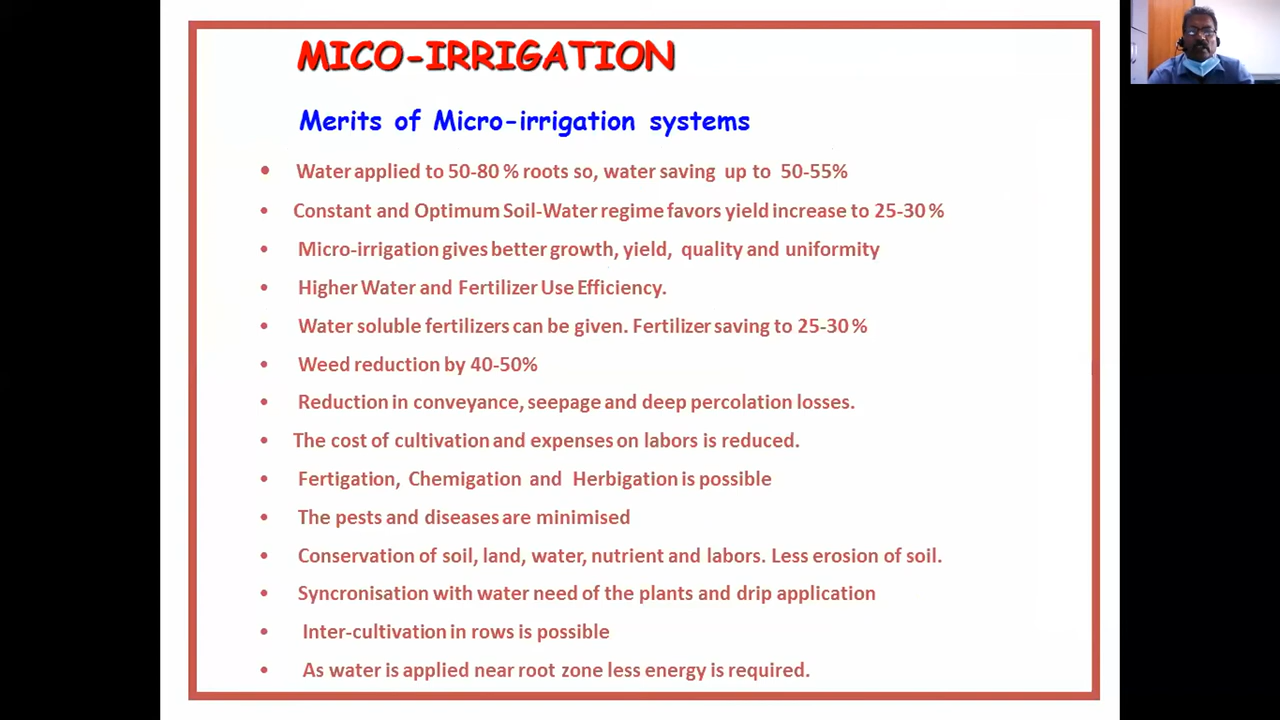 MICO-IRRIGATION
Merits of Micro-irrigation systems
• Water applied to 50-80 % roots so, water saving up to 50-55%
• Constant and Optimum Soil-Water regime favors yield increase to 25-30 %
• Micro-irrigation gives better growth, yield, quality and uniformity
• Higher Water and Fertilizer Use Efficiency.
• Water soluble fertilizers can be given. Fertilizer saving to 25-30 %
• Weed reduction by 40-50%
• Reduction in conveyance, seepage and deep percolation losses.
• The cost of cultivation and expenses on labors is reduced.
• Fertigation, Chemigation and Herbigation is possible
• The pests and diseases are minimised
• Conservation of soil, land, water, nutrient and labors. Less erosion of soil.
• Syncronisation with water need of the plants and drip application
• Inter-cultivation in rows is possible
• As water is applied near root zone less energy is required.